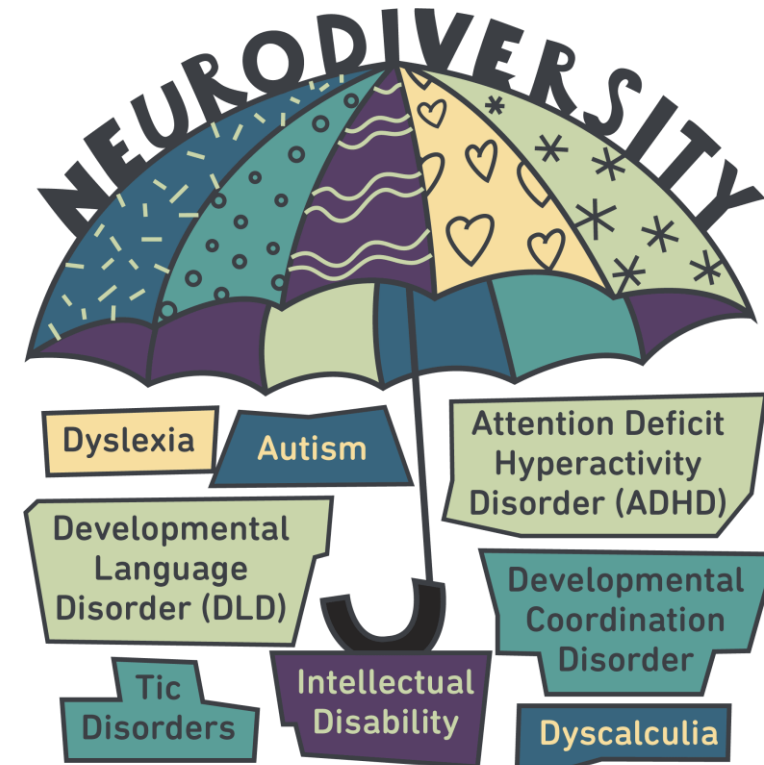 NEURODIVERSITY
Dyslexia
Autism
Attention Deficit
Hyperactivity
Disorder (ADHD)
Developmental
Language
Disorder (DLD)
Developmental
Coordination
Disorder
Tic
Disorders
Intellectual
Disability
Dyscalculia